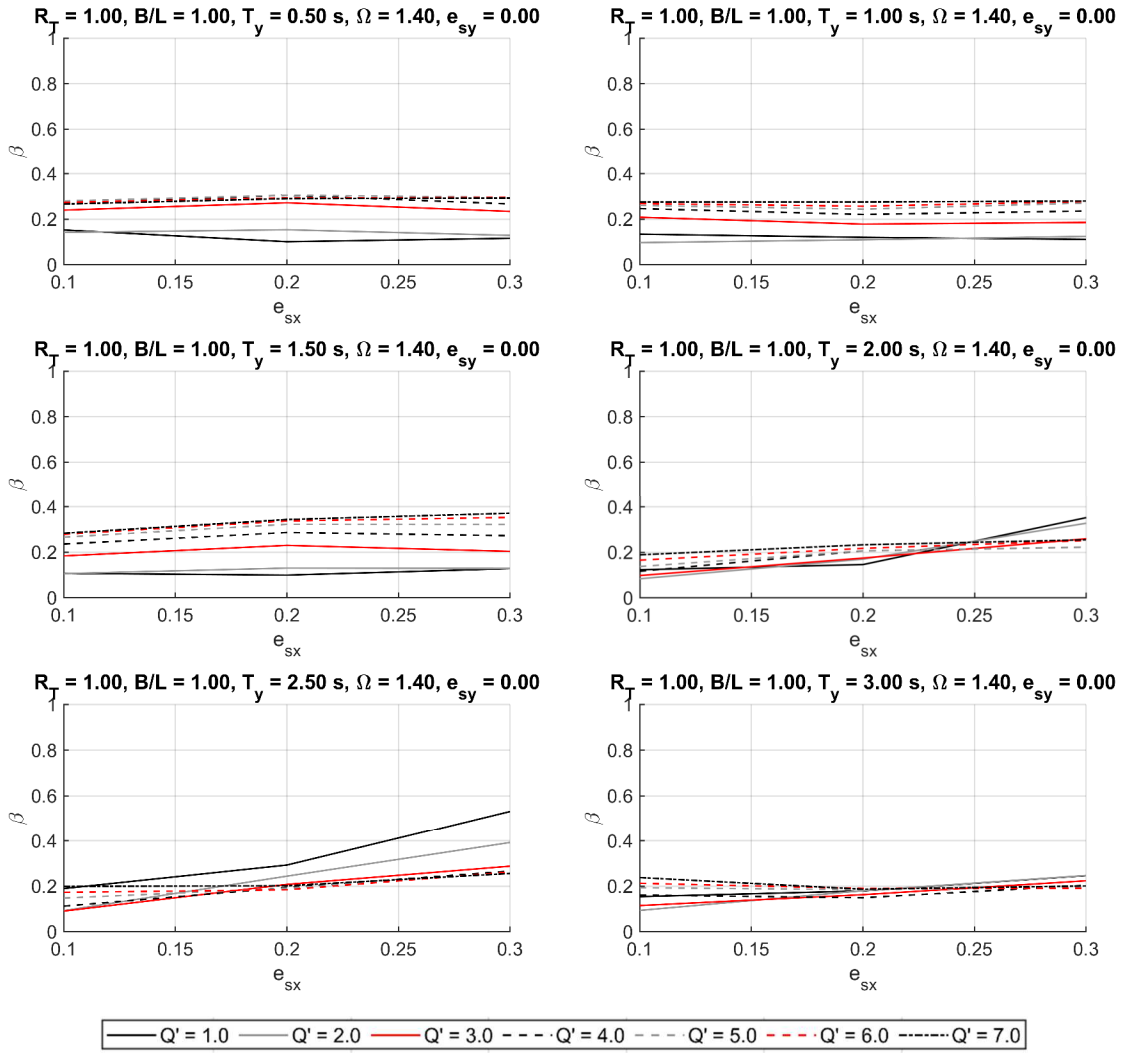 R_T = 1.00, B/L = 1.00, T_y = 0.50 s, Ω = 1.40, e_sy = 0.00
1
0.8
0.6
0.4
0.2
0
β
0.1 0.15 0.2 0.25 0.3
e_sx
R_T = 1.00, B/L = 1.00, T_y = 1.00 s, Ω = 1.40, e_sy = 0.00
1
0.8
0.6
0.4
0.2
0
β
0.1 0.15 0.2 0.25 0.3
e_sx
R_T = 1.00, B/L = 1.00, T_y = 1.50 s, Ω = 1.40, e_sy = 0.00
1
0.8
0.6
0.4
0.2
0
β
0.1 0.15 0.2 0.25 0.3
e_sx
R_T = 1.00, B/L = 1.00, T_y = 2.00 s, Ω = 1.40, e_sy = 0.00
1
0.8
0.6
0.4
0.2
0
β
0.1 0.15 0.2 0.25 0.3
e_sx
R_T = 1.00, B/L = 1.00, T_y = 2.50 s, Ω = 1.40, e_sy = 0.00
1
0.8
0.6
0.4
0.2
0
β
0.1 0.15 0.2 0.25 0.3
e_sx
R_T = 1.00, B/L = 1.00, T_y = 3.00 s, Ω = 1.40, e_sy = 0.00
1
0.8
0.6
0.4
0.2
0
β
0.1 0.15 0.2 0.25 0.3
e_sx
Q' = 1.0 Q' = 2.0 Q' = 3.0 Q' = 4.0 Q' = 5.0 Q' = 6.0 Q' = 7.0